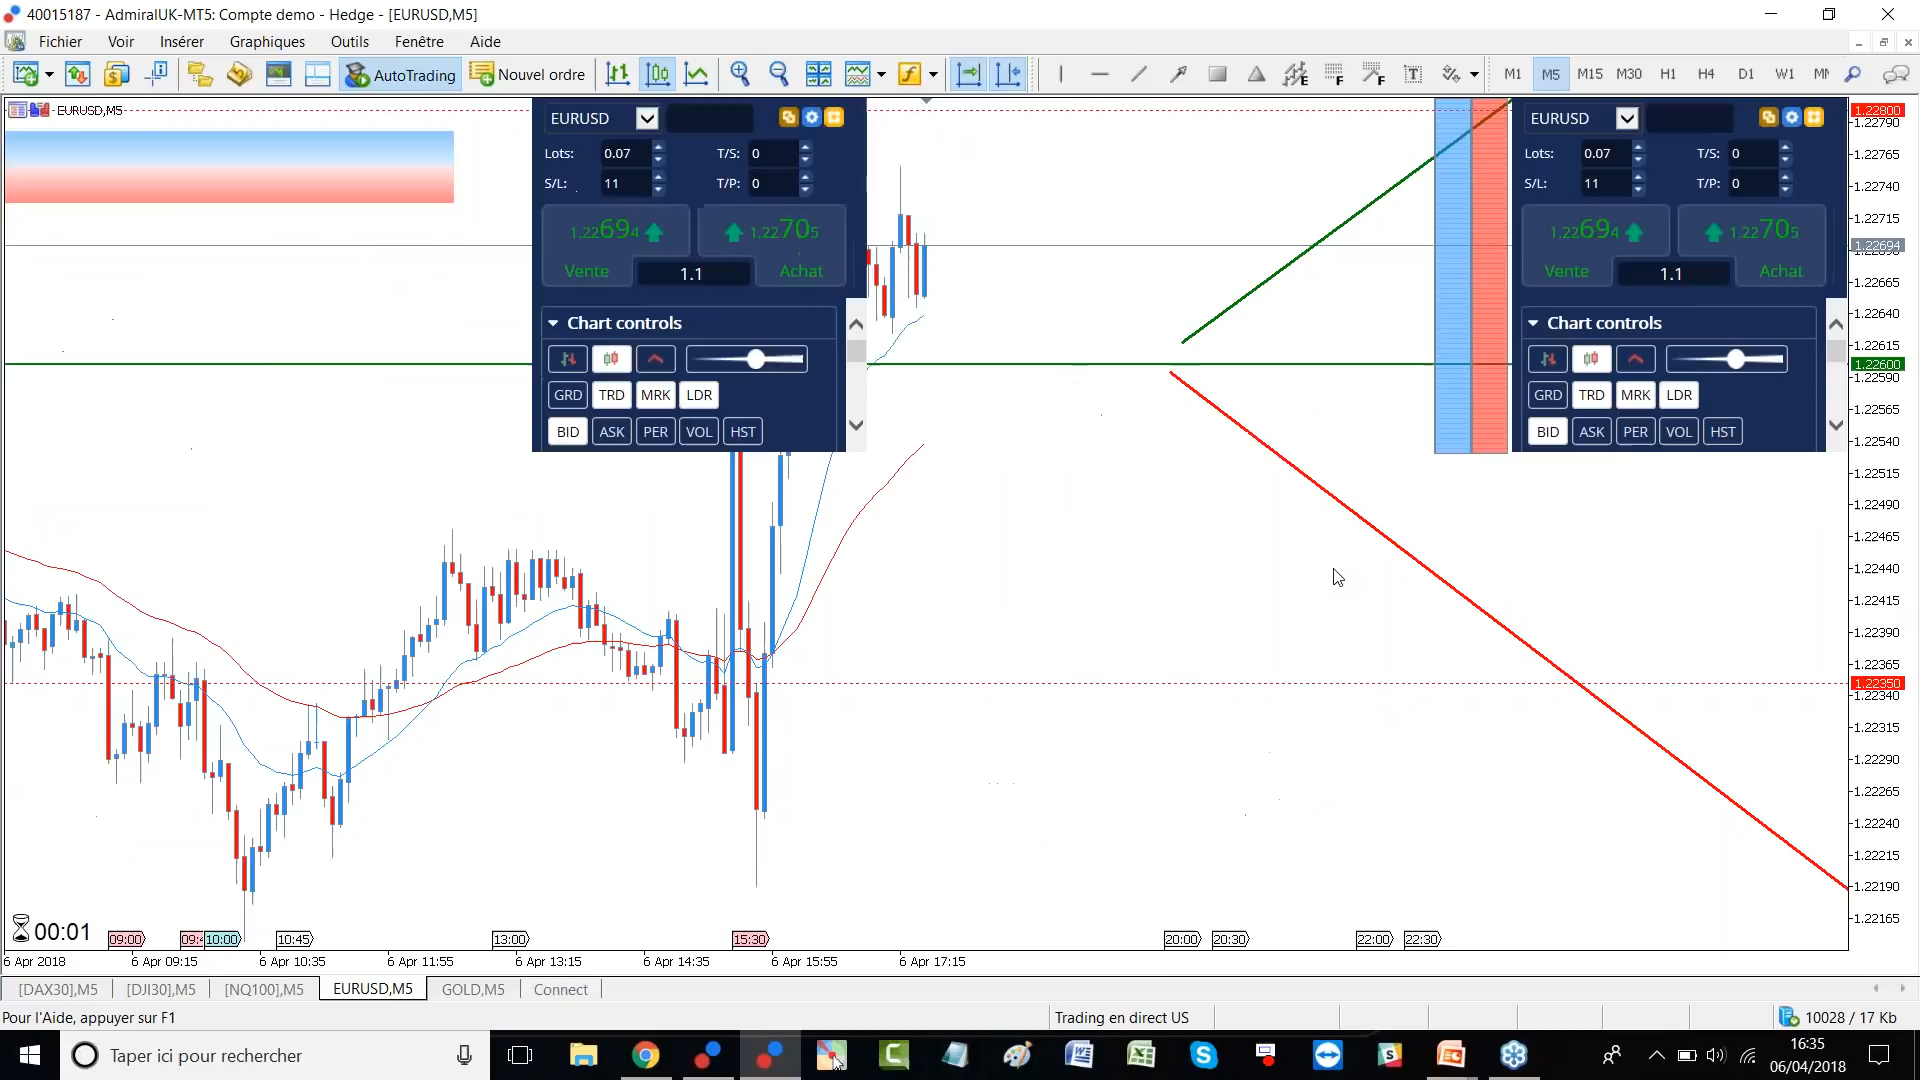 40015187 - AdmiralUK-MT5: Compte demo - Hedge - [EURUSD,M5]
Fichier Voir Insérer Graphiques Outils Fenêtre Aide
AutoTrading Nouvel ordre M1 M5 M15 M30 H1 H4 D1 W1
EURUSD,M5
EURUSD
Lots: 0.07 T/S: 0
S/L: 11 T/P: 0
1.22694 1.22705
Vente 1.1 Achat
Chart controls
GRD TRD MRK LDR
BID ASK PER VOL HST
EURUSD
Lots: 0.07 T/S: 0
S/L: 11 T/P: 0
1.22694 1.22705
Vente 1.1 Achat
Chart controls
GRD TRD MRK LDR
BID ASK PER VOL HST
1.22800
1.22790
1.22765
1.22740
1.22715
1.22694
1.22665
1.22640
1.22615
1.22600
1.22590
1.22565
1.22540
1.22515
1.22490
1.22465
1.22440
1.22415
1.22390
1.22365
1.22350
1.22340
1.22315
1.22290
1.22265
1.22240
1.22215
1.22190
1.22165
00:01 09:00 10:00 10:45 13:00 15:30 20:00 20:30 22:00 22:30
6 Apr 2018 6 Apr 09:15 6 Apr 10:35 6 Apr 11:55 6 Apr 13:15 6 Apr 14:35 6 Apr 15:55 6 Apr 17:15
[DAX30],M5 [DJI30],M5 [NQ100],M5 EURUSD,M5 GOLD,M5 Connect
Pour l'Aide, appuyer sur F1 Trading en direct US 10028 / 17 Kb
Taper ici pour rechercher
16:35
06/04/2018